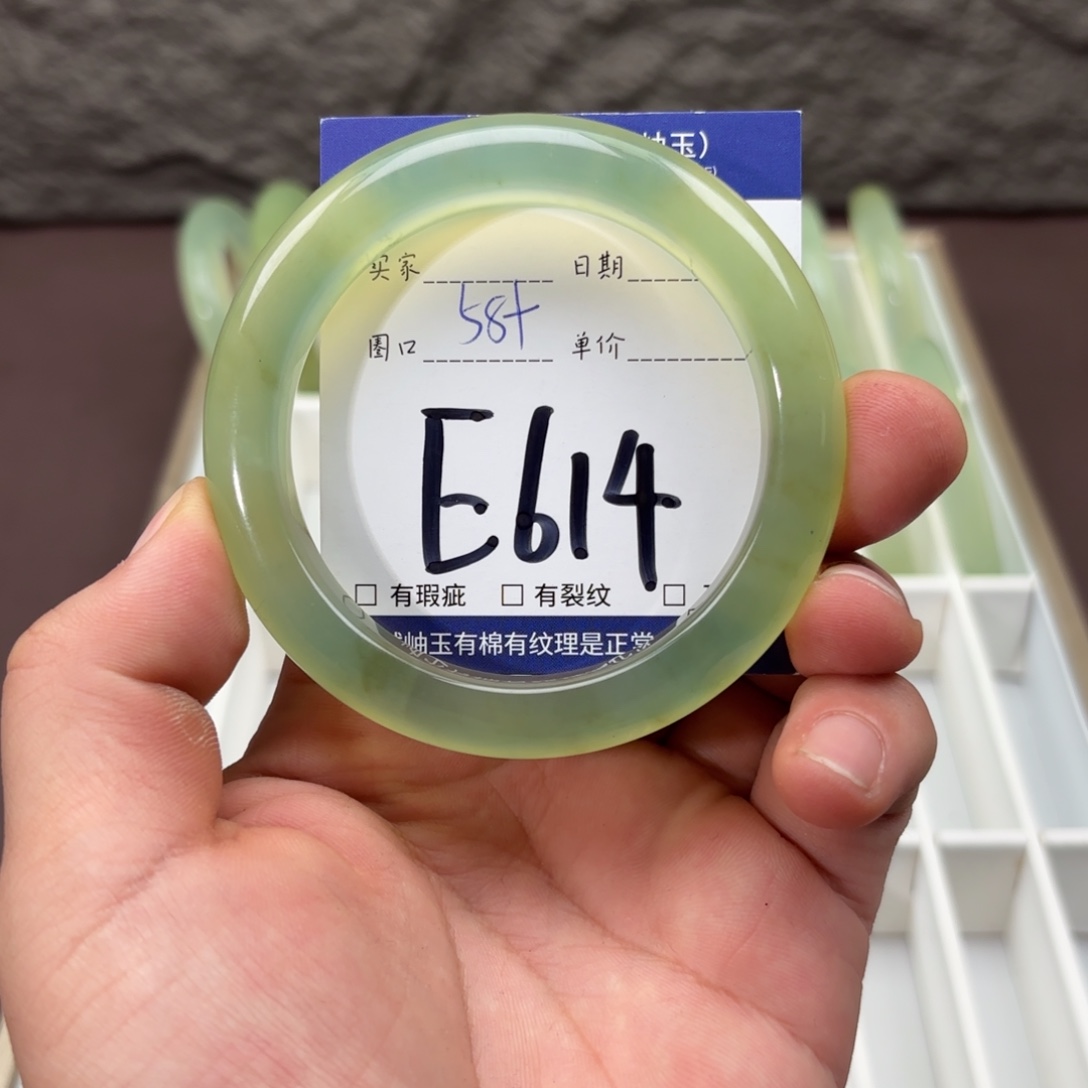 玉）
买家 日期
58+
圈口 单价
E614
□ 有瑕疵 □ 有裂纹 □
岫玉有棉有纹理是正常